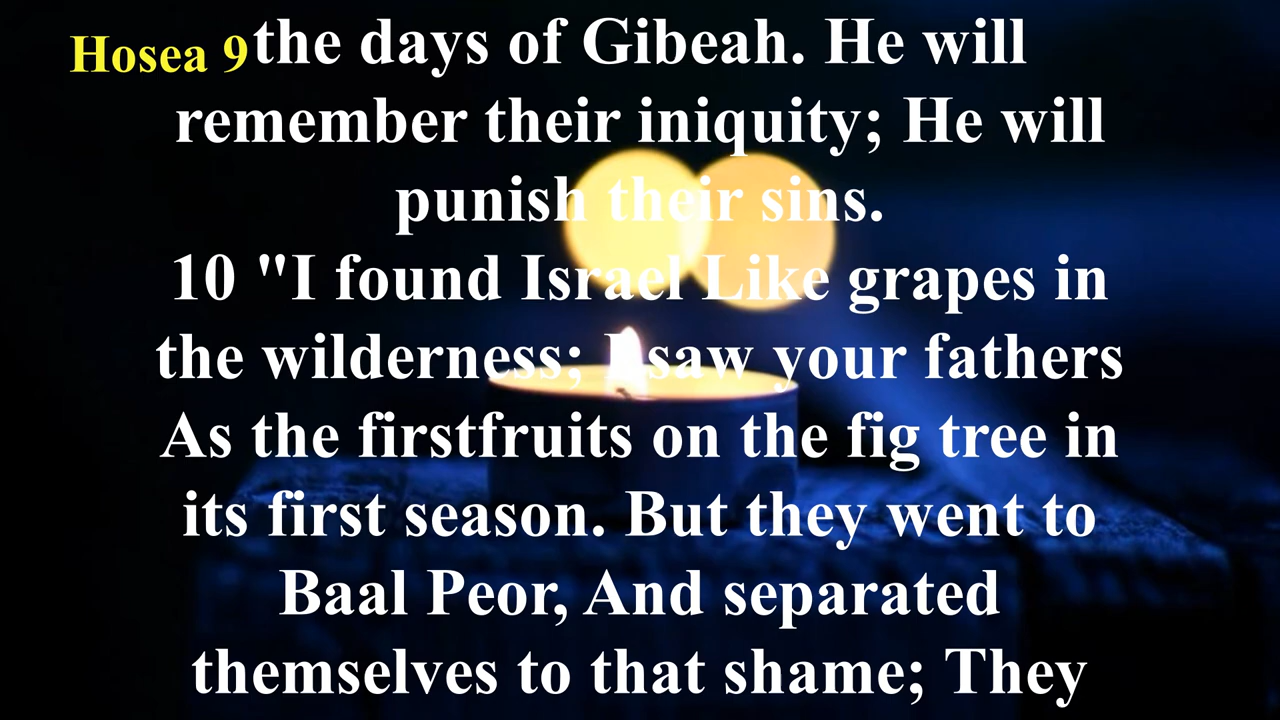 Hosea 9
the days of Gibeah. He will
remember their iniquity; He will
punish their sins.
10 "I found Israel Like grapes in
the wilderness; I saw your fathers
As the firstfruits on the fig tree in
its first season. But they went to
Baal Peor, And separated
themselves to that shame; They